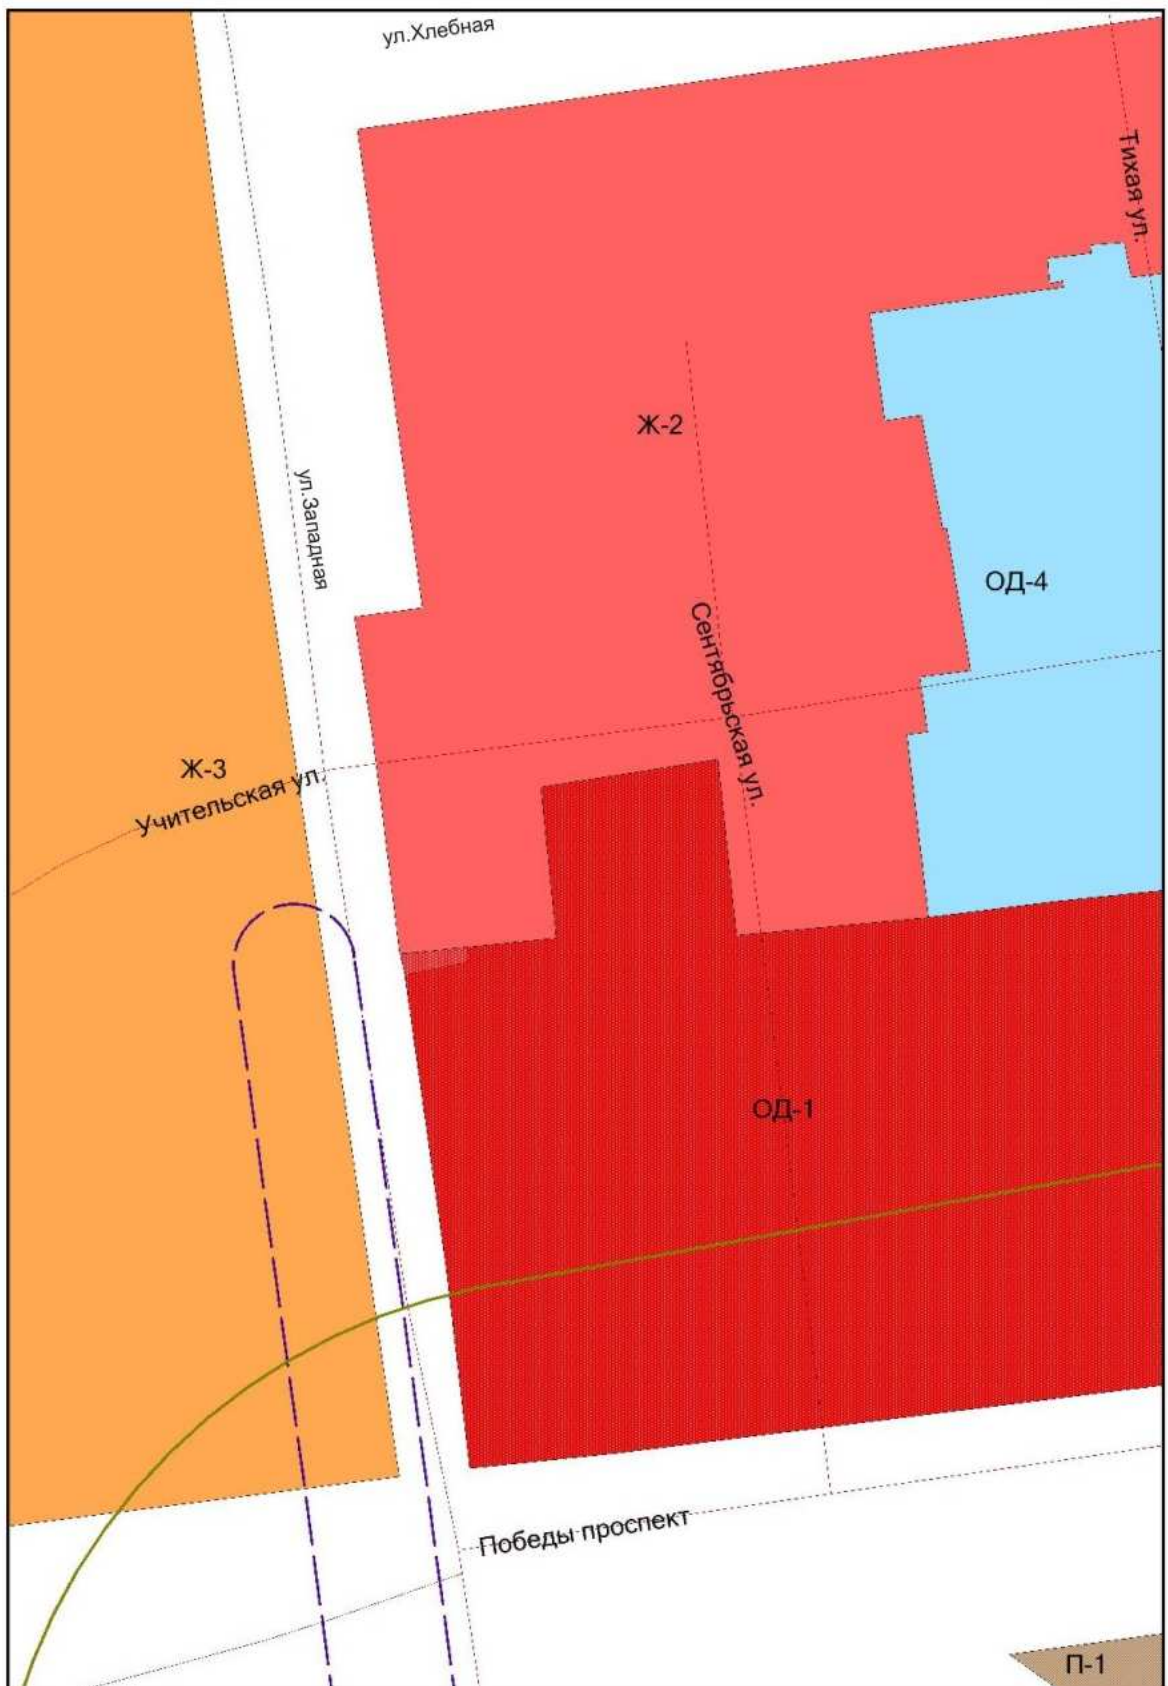 ул.Хлебная
Тихая ул.
Ж-2
ул.Западная
ОД-4
Сентябрьская ул.
Ж-3
Учительская ул.
ОД-1
Победы проспект
П-1